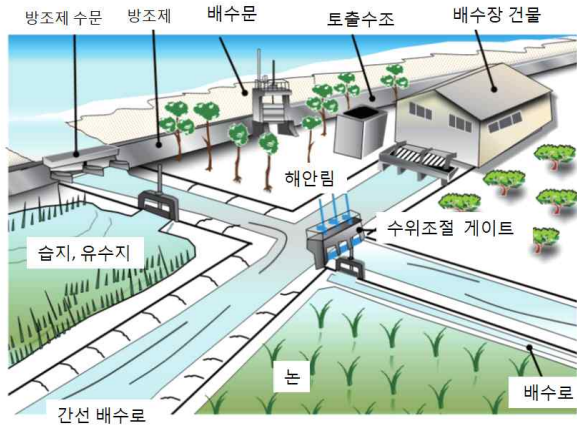 방조제 수문
방조제
배수문
토출수조
배수장 건물
해안림
습지, 유수지
수위조절 게이트
논
배수로
간선 배수로